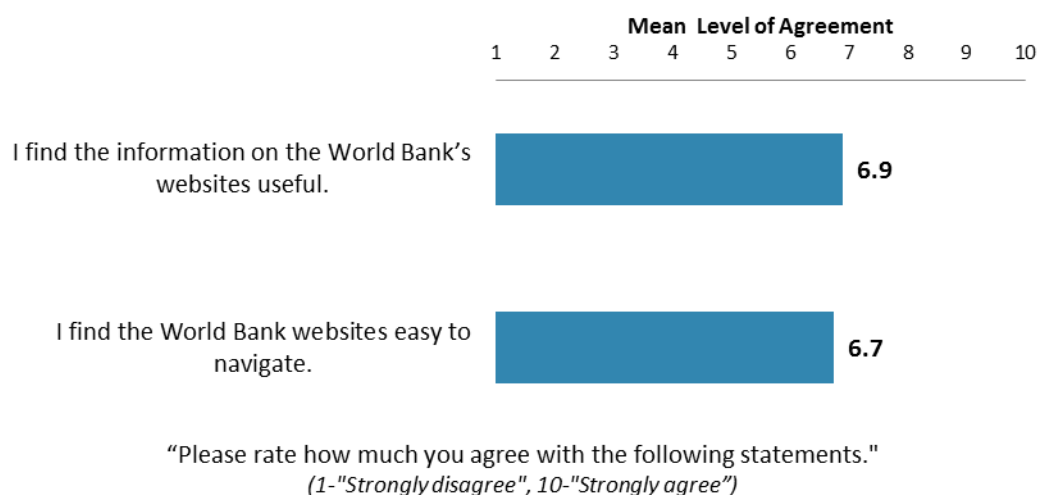 Mean Level of Agreement
1 2 3 4 5 6 7 8 9 10
I find the information on the World Bank’s
websites useful.
6.9
I find the World Bank websites easy to
navigate.
6.7
“Please rate how much you agree with the following statements."
(1-"Strongly disagree", 10-"Strongly agree”)